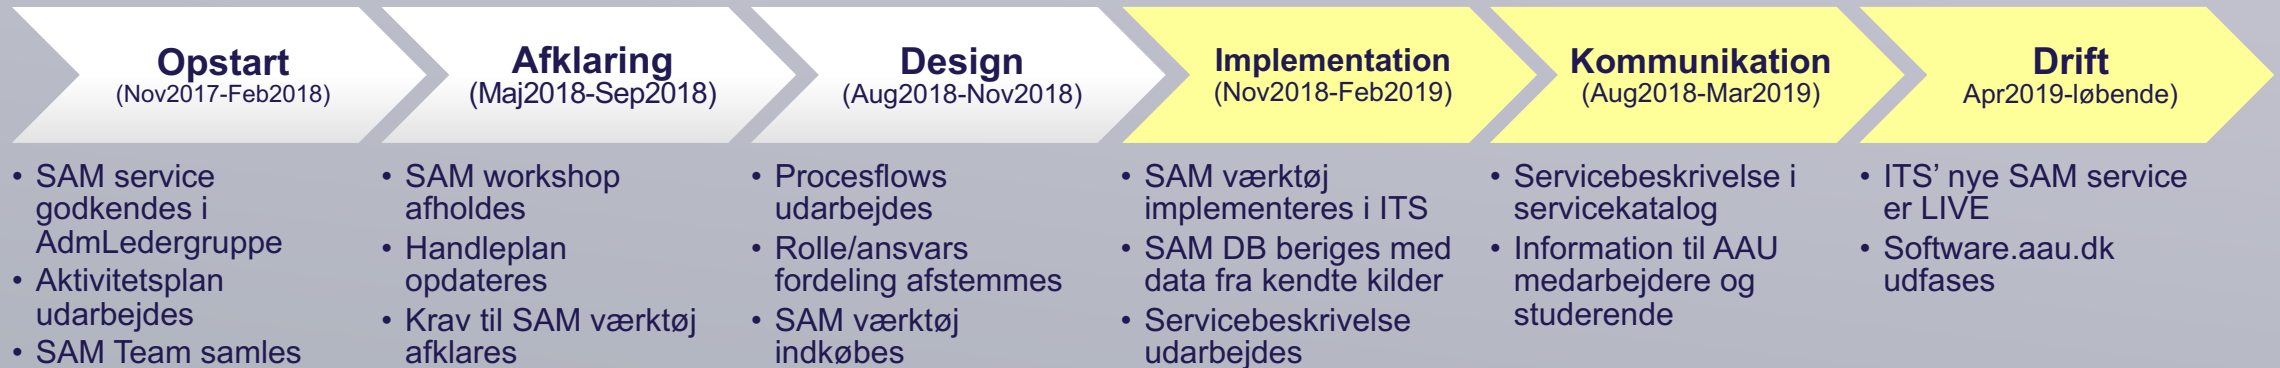 Opstart
(Nov2017-Feb2018)
• SAM service
godkendes i
AdmLedergruppe
• Aktivitetsplan
udarbejdes
• SAM Team samles
Afklaring
(Maj2018-Sep2018)
• SAM workshop
afholdes
• Handleplan
opdateres
• Krav til SAM værktøj
afklares
Design
(Aug2018-Nov2018)
• Procesflows
udarbejdes
• Rolle/ansvars
fordeling afstemmes
• SAM værktøj
indkøbes
Implementation
(Nov2018-Feb2019)
• SAM værktøj
implementeres i ITS
• SAM DB beriges med
data fra kendte kilder
• Servicebeskrivelse
udarbejdes
Kommunikation
(Aug2018-Mar2019)
• Servicebeskrivelse i
servicekatalog
• Information til AAU
medarbejdere og
studerende
Drift
Apr2019-løbende)
• ITS’ nye SAM service
er LIVE
• Software.aau.dk
udfases